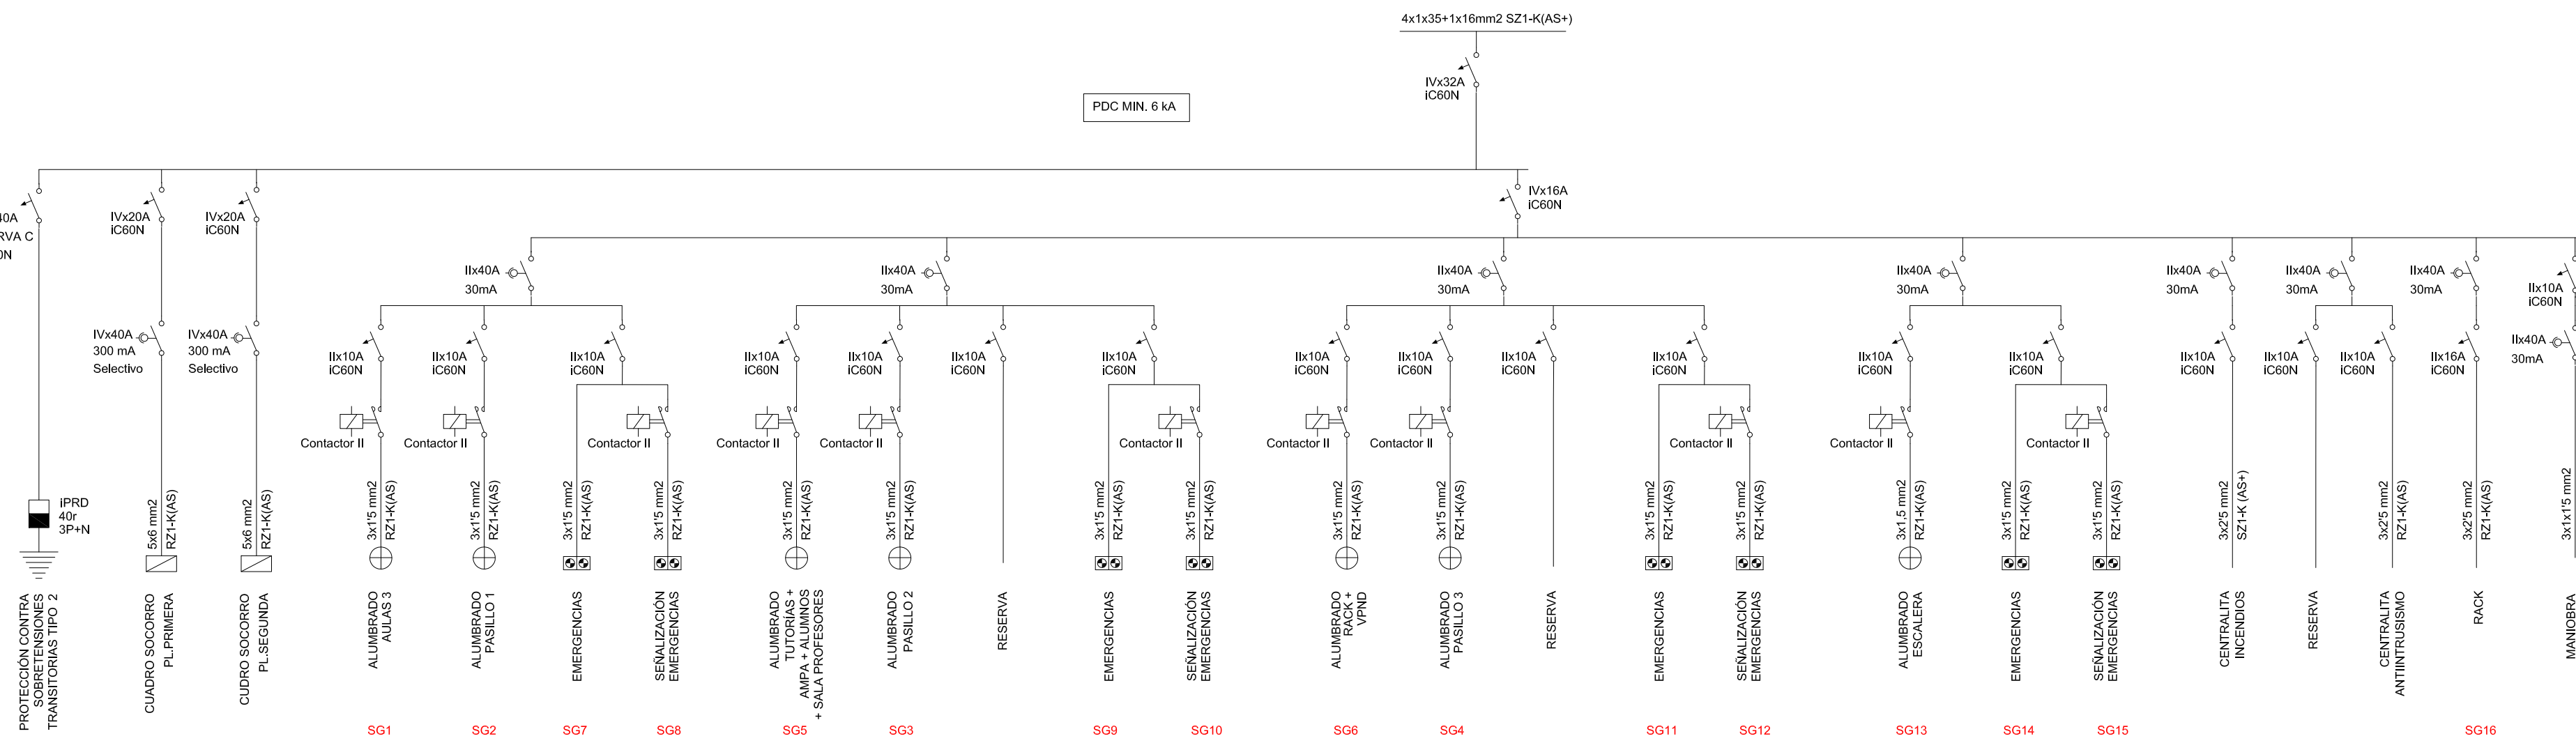 4x1x35+1x16mm2 SZ1-K(AS+)
IVx32A
iC60N
PDC MIN. 6 kA
IVx16A
iC60N
40A
RVA C
0N
IVx20A
iC60N
IVx20A
iC60N
IVx40A
300 mA
Selectivo
IVx40A
300 mA
Selectivo
IIx40A
30mA
IIx40A
30mA
IIx40A
30mA
IIx40A
30mA
IIx40A
30mA
IIx40A
30mA
IIx40A
30mA
IIx10A
iC60N
IIx40A
30mA
IIx10A
iC60N
IIx10A
iC60N
IIx10A
iC60N
IIx10A
iC60N
IIx10A
iC60N
IIx10A
iC60N
IIx10A
iC60N
IIx10A
iC60N
IIx10A
iC60N
IIx10A
iC60N
IIx10A
iC60N
IIx10A
iC60N
IIx10A
iC60N
IIx10A
iC60N
IIx10A
iC60N
IIx10A
iC60N
IIx16A
iC60N
Contactor II
Contactor II
Contactor II
Contactor II
Contactor II
Contactor II
Contactor II
Contactor II
Contactor II
Contactor II
Contactor II
iPRD
40r
3P+N
5x6 mm2
RZ1-K(AS)
5x6 mm2
RZ1-K(AS)
3x1'5 mm2
RZ1-K(AS)
3x1'5 mm2
RZ1-K(AS)
3x1'5 mm2
RZ1-K(AS)
3x1'5 mm2
RZ1-K(AS)
3x1'5 mm2
RZ1-K(AS)
3x1'5 mm2
RZ1-K(AS)
3x1'5 mm2
RZ1-K(AS)
3x1'5 mm2
RZ1-K(AS)
3x1'5 mm2
RZ1-K(AS)
3x1'5 mm2
RZ1-K(AS)
3x1'5 mm2
RZ1-K(AS)
3x1'5 mm2
RZ1-K(AS)
3x1,5 mm2
RZ1-K(AS)
3x1'5 mm2
RZ1-K(AS)
3x1'5 mm2
RZ1-K(AS)
3x2'5 mm2
SZ1-K (AS+)
3x2'5 mm2
RZ1-K(AS)
3x2'5 mm2
RZ1-K(AS)
3x1x1'5 mm2
PROTECCIÓN CONTRA
SOBRETENSIONES
TRANSITORIAS TIPO 2
CUADRO SOCORRO
PL.PRIMERA
CUDRO SOCORRO
PL.SEGUNDA
ALUMBRADO
AULAS 3
ALUMBRADO
PASILLO 1
EMERGENCIAS
SEÑALIZACIÓN
EMERGENCIAS
ALUMBRADO
TUTORÍAS +
AMPA + ALUMNOS
+ SALA PROFESORES
ALUMBRADO
PASILLO 2
RESERVA
EMERGENCIAS
SEÑALIZACIÓN
EMERGENCIAS
ALUMBRADO
RACK +
VPND
ALUMBRADO
PASILLO 3
RESERVA
EMERGENCIAS
SEÑALIZACIÓN
EMERGENCIAS
ALUMBRADO
ESCALERA
EMERGENCIAS
SEÑALIZACIÓN
EMERGENCIAS
CENTRALITA
INCENDIOS
RESERVA
CENTRALITA
ANTIINTRUSISMO
RACK
MANIOBRA
SG1
SG2
SG7
SG8
SG5
SG3
SG9
SG10
SG6
SG4
SG11
SG12
SG13
SG14
SG15
SG16